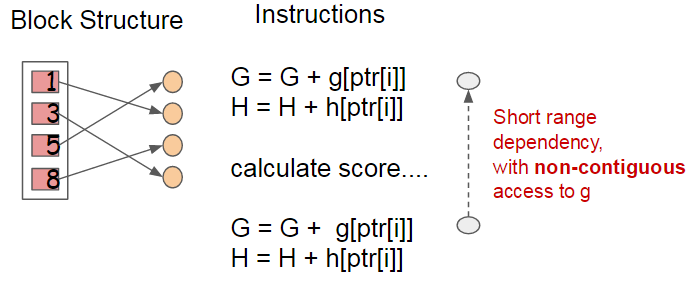 Block Structure
Instructions
1
3
5
8
G = G + g[ptr[i]]
H = H + h[ptr[i]]
calculate score....
G = G +  g[ptr[i]]
H = H + h[ptr[i]]
Short range
dependency,
with non-contiguous
access to g